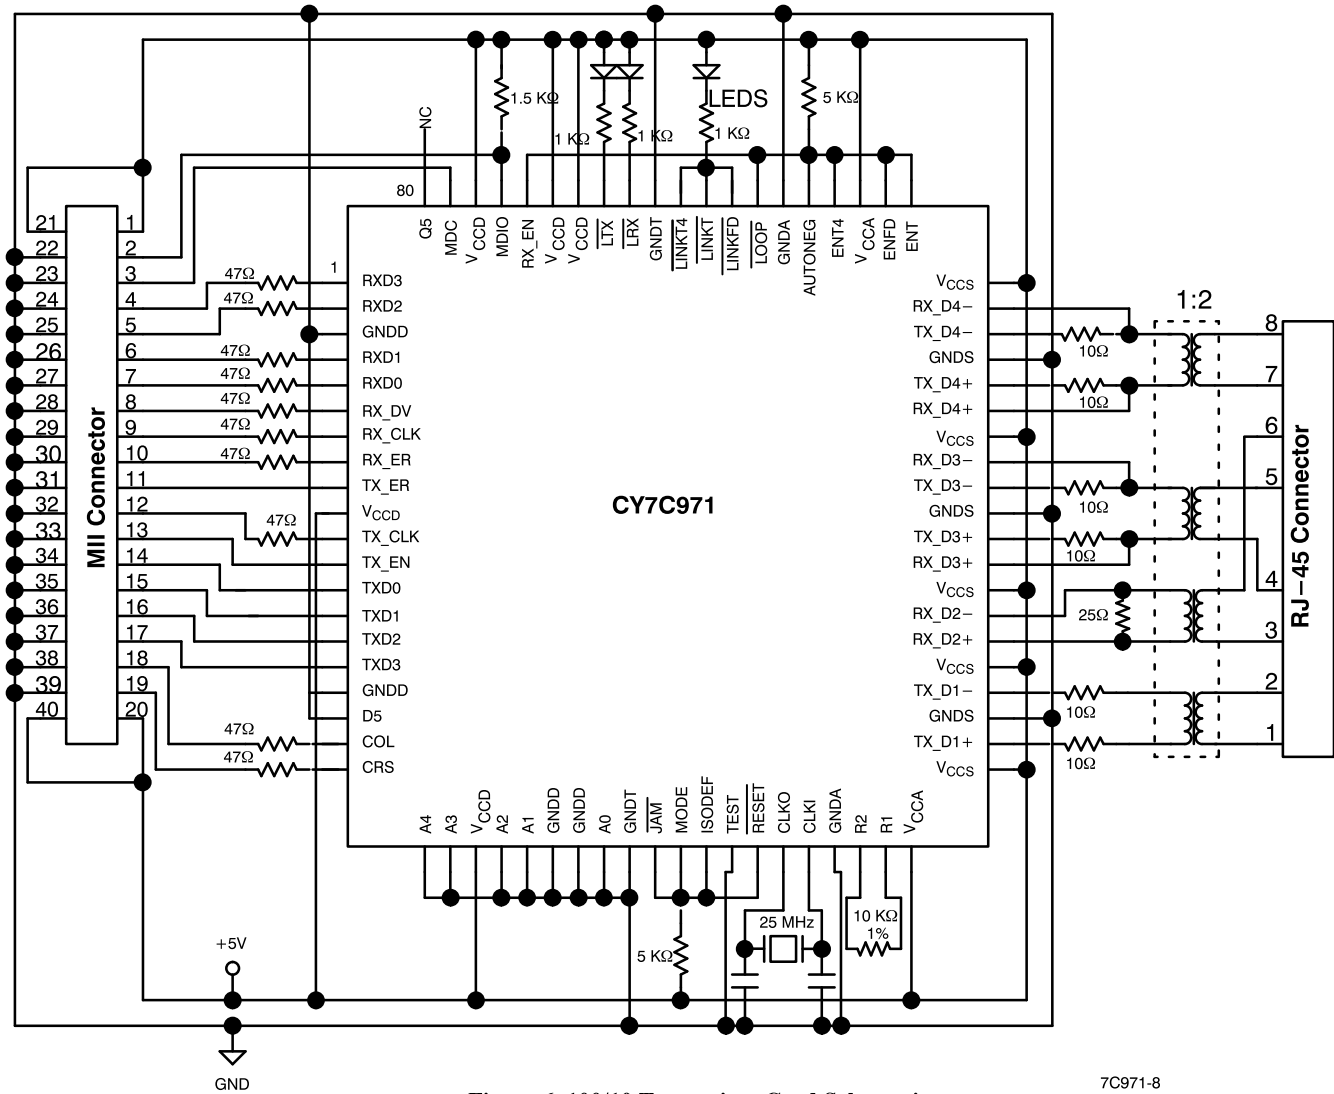 NC
1.5 KΩ
1 KΩ
1 KΩ
LEDS
1 KΩ
5 KΩ
80
Q5
MDC
VCCD
MDIO
RX_EN
VCCD
VCCD
LTX
LRX
GNDT
LINKT4
LINKT
LINKFD
LOOP
GNDA
AUTONEG
ENT4
VCCA
ENFD
ENT
MII Connector
21 1
22 2
23 3
24 4
25 5
26 6
27 7
28 8
29 9
30 10
31 11
32 12
33 13
34 14
35 15
36 16
37 17
38 18
39 19
40 20
47Ω
47Ω
47Ω
47Ω
47Ω
47Ω
47Ω
47Ω
47Ω
47Ω
1
RXD3
RXD2
GNDD
RXD1
RXD0
RX_DV
RX_CLK
RX_ER
TX_ER
VCCD
TX_CLK
TX_EN
TXD0
TXD1
TXD2
TXD3
GNDD
D5
COL
CRS
CY7C971
VCCS
RX_D4−
TX_D4−
GNDS
TX_D4+
RX_D4+
VCCS
RX_D3−
TX_D3−
GNDS
TX_D3+
RX_D3+
VCCS
RX_D2−
RX_D2+
VCCS
TX_D1−
GNDS
TX_D1+
VCCS
10Ω
10Ω
10Ω
10Ω
25Ω
10Ω
10Ω
1:2
8
7
6
5
4
3
2
1
RJ−45 Connector
A4
A3
VCCD
A2
A1
GNDD
GNDD
A0
GNDT
JAM
MODE
ISODEF
TEST
RESET
CLKO
CLKI
GNDA
R2
R1
VCCA
5 KΩ
25 MHz
10 KΩ
1%
+5V
GND
7C971-8